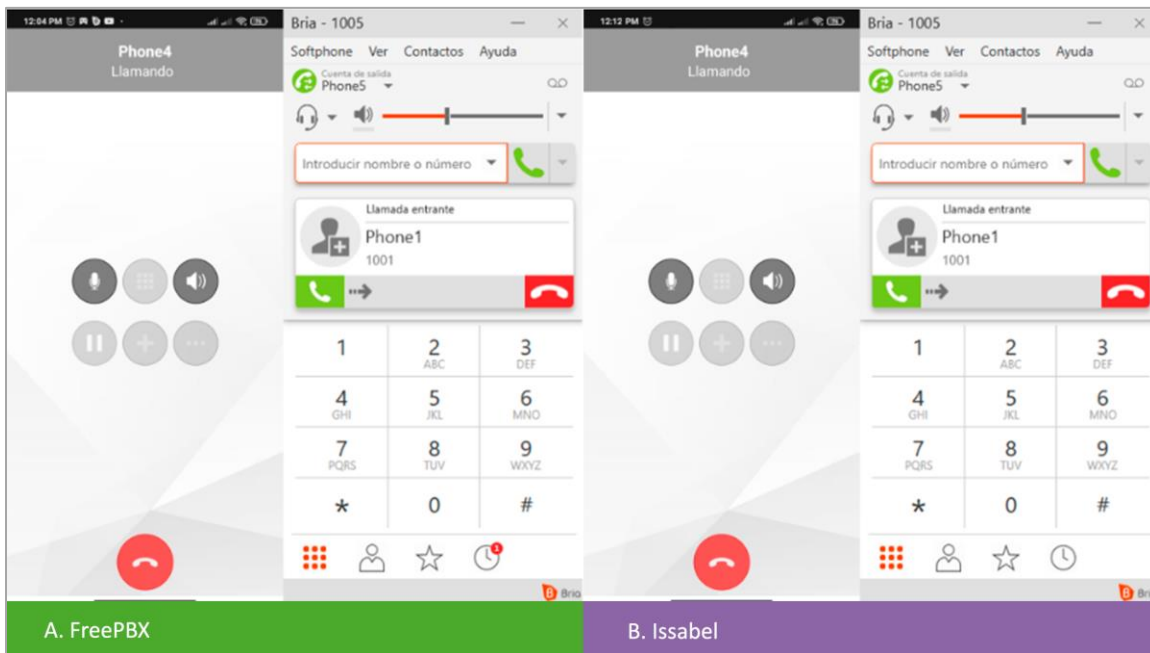 12:04 PM
Phone4
Llamando
Bria - 1005
Softphone Ver Contactos Ayuda
Cuenta de salida
Phone5
Introducir nombre o número
Llamada entrante
Phone1
1001
1 2 3
ABC DEF
4 5 6
GHI JKL MNO
7 8 9
PQRS TUV WXYZ
* 0 #
1
Bria
A. FreePBX
12:12 PM
Phone4
Llamando
Bria - 1005
Softphone Ver Contactos Ayuda
Cuenta de salida
Phone5
Introducir nombre o número
Llamada entrante
Phone1
1001
1 2 3
ABC DEF
4 5 6
GHI JKL MNO
7 8 9
PQRS TUV WXYZ
* 0 #
Bri
B. Issabel